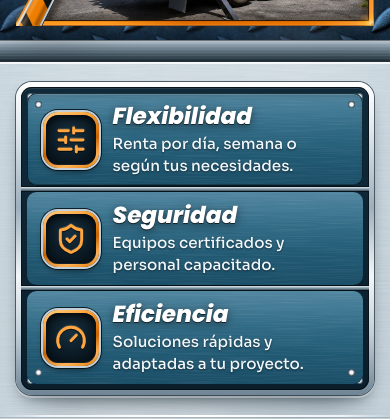 Flexibilidad
Renta por día, semana o
según tus necesidades.
Seguridad
Equipos certificados y
personal capacitado.
Eficiencia
Soluciones rápidas y
adaptadas a tu proyecto.